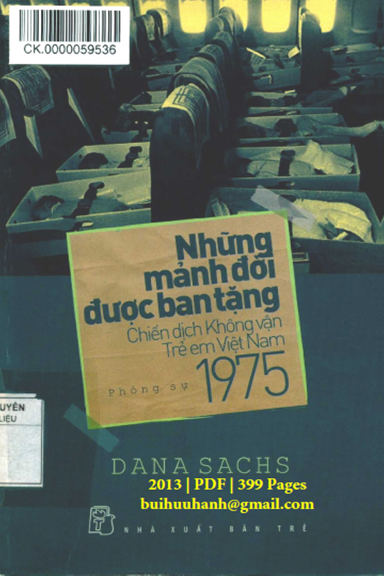 CK.0000059536
Những
mảnh đời
được ban tặng
Chiến dịch Không vận
Trẻ em Việt Nam
Phóng sự 1975
UYÊN
LIỆU
DANA SACHS
2013 | PDF | 399 Pages
buihuuhanh@gmail.com
NHÀ XUẤT BẢN TRẺ